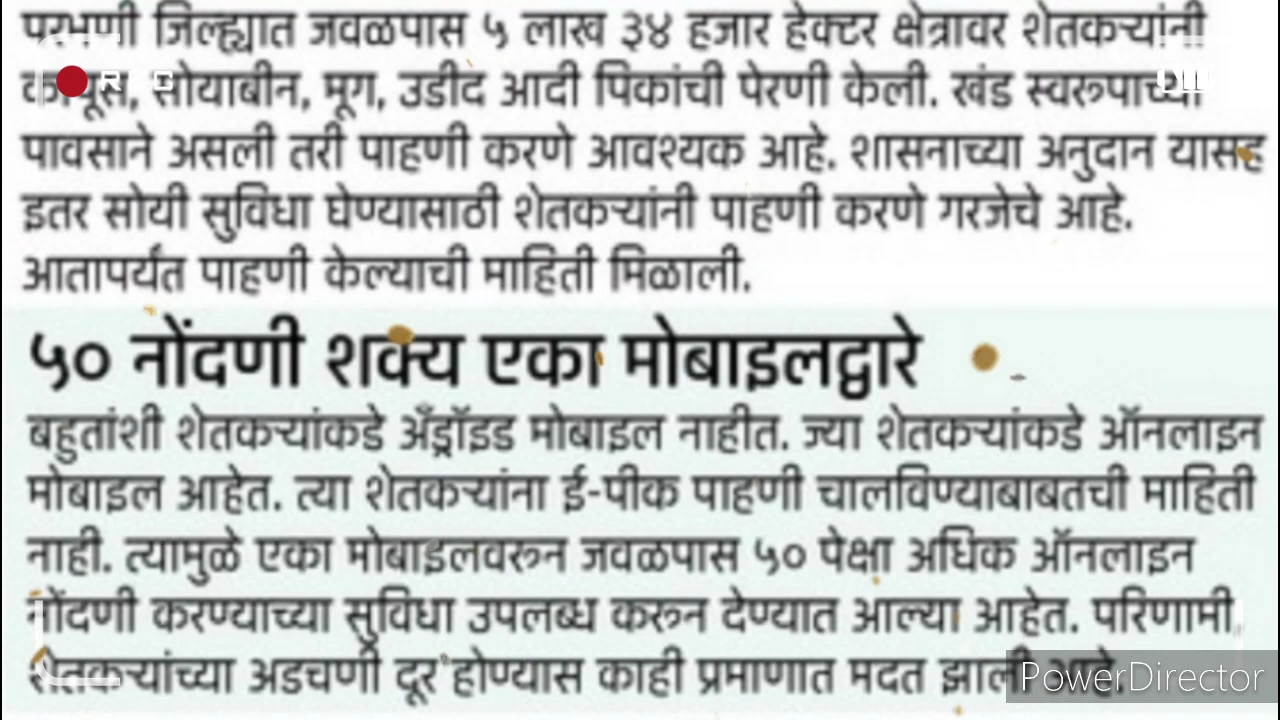 परभणी जिल्ह्यात जवळपास ५ लाख ३४ हजार हेक्टर क्षेत्रावर शेतकऱ्यांनी
कापूस, सोयाबीन, मूग, उडीद आदी पिकांची पेरणी केली. खंड स्वरूपाच्या
REC
पावसाने असली तरी पाहणी करणे आवश्यक आहे. शासनाच्या अनुदान यासह
इतर सोयी सुविधा घेण्यासाठी शेतकऱ्यांनी पाहणी करणे गरजेचे आहे.
आतापर्यंत पाहणी केल्याची माहिती मिळाली.
५० नोंदणी शक्य एका मोबाइलद्वारे
बहुतांशी शेतकऱ्यांकडे अँड्रॉइड मोबाइल नाहीत. ज्या शेतकऱ्यांकडे ऑनलाइन
मोबाइल आहेत. त्या शेतकऱ्यांना ई-पीक पाहणी चालविण्याबाबतची माहिती
नाही. त्यामुळे एका मोबाइलवरून जवळपास ५० पेक्षा अधिक ऑनलाइन
नोंदणी करण्याच्या सुविधा उपलब्ध करून देण्यात आल्या आहेत. परिणामी
शेतकऱ्यांच्या अडचणी दूर होण्यास काही प्रमाणात मदत झाली आहे.
PowerDirector